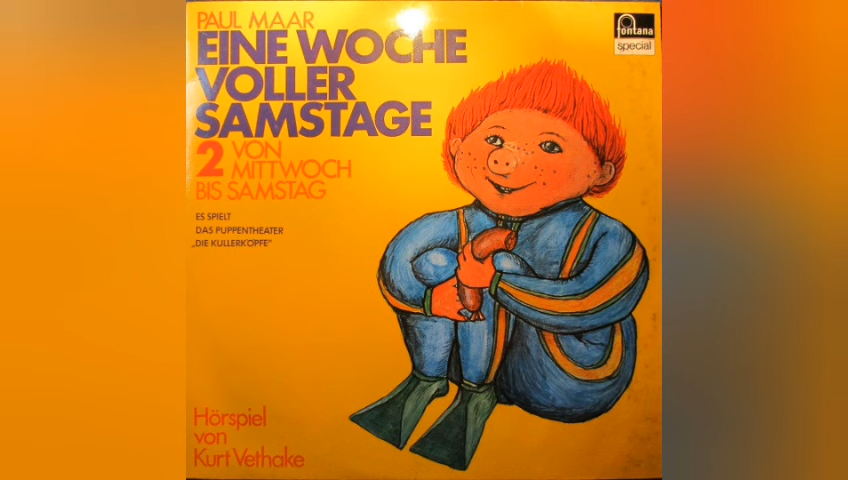 PAUL MAAR
EINE WOCHE
VOLLER
SAMSTAGE
2 VON
MITTWOCH
BIS SAMSTAG
ES SPIELT
DAS PUPPENTHEATER
„DIE KULLERKÖPFE"
Hörspiel
von
Kurt Vethake
fontana
special